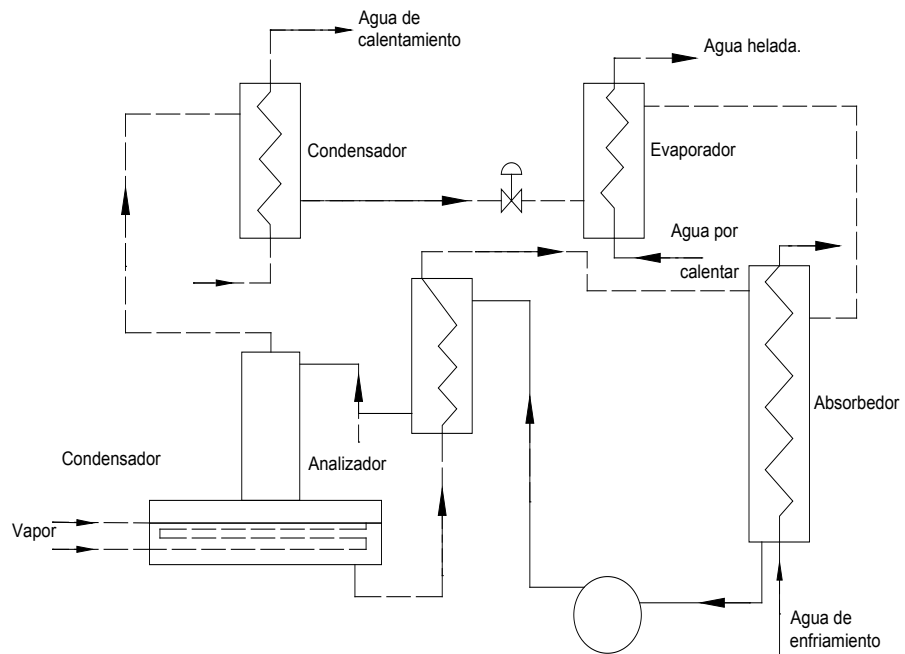 Agua de
calentamiento
Agua helada.
Condensador
Evaporador
Agua por
calentar
Absorbedor
Condensador
Analizador
Vapor
Agua de
enfriamiento